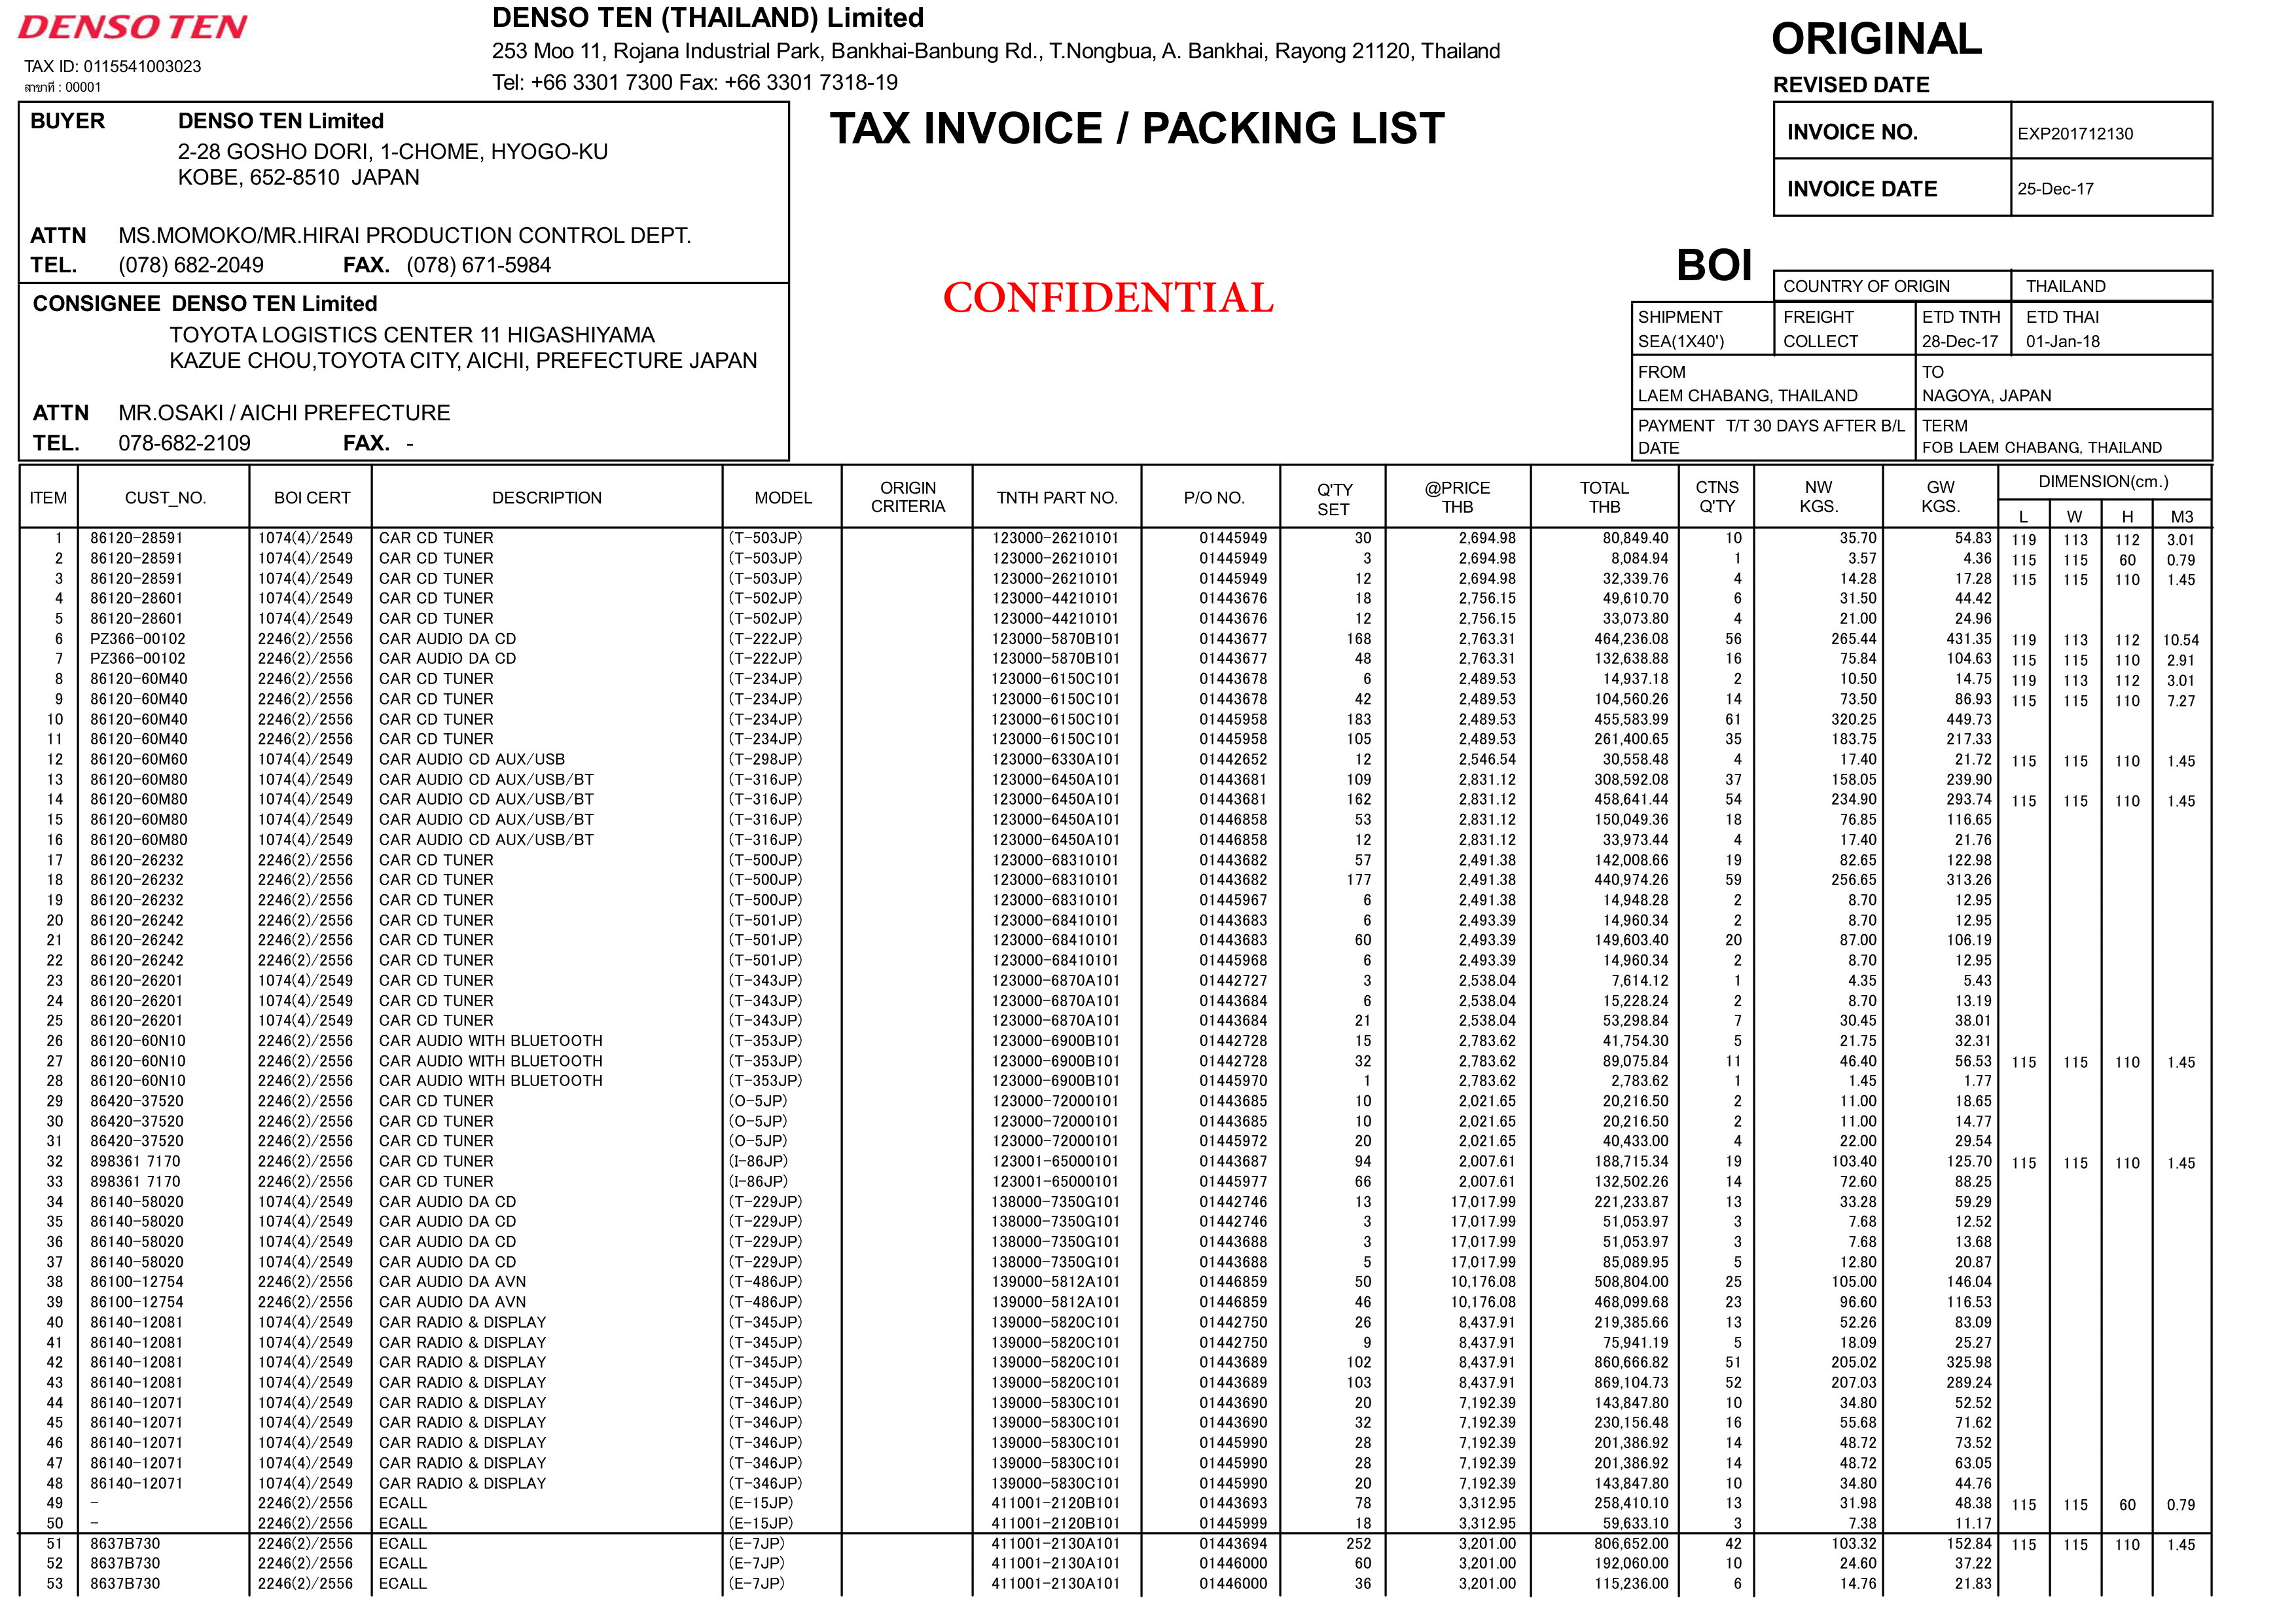 DENSO TEN
TAX ID: 0115541003023
สาขาที่ : 00001
DENSO TEN (THAILAND) Limited
253 Moo 11, Rojana Industrial Park, Bankhai-Banbung Rd., T.Nongbua, A. Bankhai, Rayong 21120, Thailand
Tel: +66 3301 7300 Fax: +66 3301 7318-19
ORIGINAL
REVISED DATE
TAX INVOICE / PACKING LIST
INVOICE NO. EXP201712130
INVOICE DATE 25-Dec-17
BUYER DENSO TEN Limited
2-28 GOSHO DORI, 1-CHOME, HYOGO-KU
KOBE, 652-8510 JAPAN
ATTN MS.MOMOKO/MR.HIRAI PRODUCTION CONTROL DEPT.
TEL. (078) 682-2049 FAX. (078) 671-5984
CONSIGNEE DENSO TEN Limited
TOYOTA LOGISTICS CENTER 11 HIGASHIYAMA
KAZUE CHOU,TOYOTA CITY, AICHI, PREFECTURE JAPAN
ATTN MR.OSAKI / AICHI PREFECTURE
TEL. 078-682-2109 FAX. -
CONFIDENTIAL
BOI
COUNTRY OF ORIGIN THAILAND
SHIPMENT FREIGHT ETD TNTH ETD THAI
SEA(1X40') COLLECT 28-Dec-17 01-Jan-18
FROM TO
LAEM CHABANG, THAILAND NAGOYA, JAPAN
PAYMENT T/T 30 DAYS AFTER B/L TERM
DATE FOB LAEM CHABANG, THAILAND
ITEM CUST_NO. BOI CERT DESCRIPTION MODEL ORIGIN CRITERIA TNTH PART NO. P/O NO. Q'TY SET @PRICE THB TOTAL THB CTNS Q'TY NW KGS. GW KGS. DIMENSION(cm.)
L W H M3
1 86120-28591 1074(4)/2549 CAR CD TUNER (T-503JP) 123000-26210101 01445949 30 2,694.98 80,849.40 10 35.70 54.83 119 113 112 3.01
2 86120-28591 1074(4)/2549 CAR CD TUNER (T-503JP) 123000-26210101 01445949 3 2,694.98 8,084.94 1 3.57 4.36 115 115 60 0.79
3 86120-28591 1074(4)/2549 CAR CD TUNER (T-503JP) 123000-26210101 01445949 12 2,694.98 32,339.76 4 14.28 17.28 115 115 110 1.45
4 86120-28601 1074(4)/2549 CAR CD TUNER (T-502JP) 123000-44210101 01443676 18 2,756.15 49,610.70 6 31.50 44.42
5 86120-28601 1074(4)/2549 CAR CD TUNER (T-502JP) 123000-44210101 01443676 12 2,756.15 33,073.80 4 21.00 24.96
6 PZ366-00102 2246(2)/2556 CAR AUDIO DA CD (T-222JP) 123000-5870B101 01443677 168 2,763.31 464,236.08 56 265.44 431.35 119 113 112 10.54
7 PZ366-00102 2246(2)/2556 CAR AUDIO DA CD (T-222JP) 123000-5870B101 01443677 48 2,763.31 132,638.88 16 75.84 104.63 115 115 110 2.91
8 86120-60M40 2246(2)/2556 CAR CD TUNER (T-234JP) 123000-6150C101 01443678 6 2,489.53 14,937.18 2 10.50 14.75 119 113 112 3.01
9 86120-60M40 2246(2)/2556 CAR CD TUNER (T-234JP) 123000-6150C101 01443678 42 2,489.53 104,560.26 14 73.50 86.93 115 115 110 7.27
10 86120-60M40 2246(2)/2556 CAR CD TUNER (T-234JP) 123000-6150C101 01445958 183 2,489.53 455,583.99 61 320.25 449.73
11 86120-60M40 2246(2)/2556 CAR CD TUNER (T-234JP) 123000-6150C101 01445958 105 2,489.53 261,400.65 35 183.75 217.33
12 86120-60M60 1074(4)/2549 CAR AUDIO CD AUX/USB (T-298JP) 123000-6330A101 01442652 12 2,546.54 30,558.48 4 17.40 21.72 115 115 110 1.45
13 86120-60M80 1074(4)/2549 CAR AUDIO CD AUX/USB/BT (T-316JP) 123000-6450A101 01443681 109 2,831.12 308,592.08 37 158.05 239.90
14 86120-60M80 1074(4)/2549 CAR AUDIO CD AUX/USB/BT (T-316JP) 123000-6450A101 01443681 162 2,831.12 458,641.44 54 234.90 293.74 115 115 110 1.45
15 86120-60M80 1074(4)/2549 CAR AUDIO CD AUX/USB/BT (T-316JP) 123000-6450A101 01446858 53 2,831.12 150,049.36 18 76.85 116.65
16 86120-60M80 1074(4)/2549 CAR AUDIO CD AUX/USB/BT (T-316JP) 123000-6450A101 01446858 12 2,831.12 33,973.44 4 17.40 21.76
17 86120-26232 2246(2)/2556 CAR CD TUNER (T-500JP) 123000-68310101 01443682 57 2,491.38 142,008.66 19 82.65 122.98
18 86120-26232 2246(2)/2556 CAR CD TUNER (T-500JP) 123000-68310101 01443682 177 2,491.38 440,974.26 59 256.65 313.26
19 86120-26232 2246(2)/2556 CAR CD TUNER (T-500JP) 123000-68310101 01445967 6 2,491.38 14,948.28 2 8.70 12.95
20 86120-26242 2246(2)/2556 CAR CD TUNER (T-501JP) 123000-68410101 01443683 6 2,493.39 14,960.34 2 8.70 12.95
21 86120-26242 2246(2)/2556 CAR CD TUNER (T-501JP) 123000-68410101 01443683 60 2,493.39 149,603.40 20 87.00 106.19
22 86120-26242 2246(2)/2556 CAR CD TUNER (T-501JP) 123000-68410101 01445968 6 2,493.39 14,960.34 2 8.70 12.95
23 86120-26201 1074(4)/2549 CAR CD TUNER (T-343JP) 123000-6870A101 01442727 3 2,538.04 7,614.12 1 4.35 5.43
24 86120-26201 1074(4)/2549 CAR CD TUNER (T-343JP) 123000-6870A101 01443684 6 2,538.04 15,228.24 2 8.70 13.19
25 86120-26201 1074(4)/2549 CAR CD TUNER (T-343JP) 123000-6870A101 01443684 21 2,538.04 53,298.84 7 30.45 38.01
26 86120-60N10 2246(2)/2556 CAR AUDIO WITH BLUETOOTH (T-353JP) 123000-6900B101 01442728 15 2,783.62 41,754.30 5 21.75 32.31
27 86120-60N10 2246(2)/2556 CAR AUDIO WITH BLUETOOTH (T-353JP) 123000-6900B101 01442728 32 2,783.62 89,075.84 11 46.40 56.53 115 115 110 1.45
28 86120-60N10 2246(2)/2556 CAR AUDIO WITH BLUETOOTH (T-353JP) 123000-6900B101 01445970 1 2,783.62 2,783.62 1 1.45 1.77
29 86420-37520 2246(2)/2556 CAR CD TUNER (O-5JP) 123000-72000101 01443685 10 2,021.65 20,216.50 2 11.00 18.65
30 86420-37520 2246(2)/2556 CAR CD TUNER (O-5JP) 123000-72000101 01443685 10 2,021.65 20,216.50 2 11.00 14.77
31 86420-37520 2246(2)/2556 CAR CD TUNER (O-5JP) 123000-72000101 01445972 20 2,021.65 40,433.00 4 22.00 29.54
32 898361 7170 2246(2)/2556 CAR CD TUNER (I-86JP) 123001-65000101 01443687 94 2,007.61 188,715.34 19 103.40 125.70 115 115 110 1.45
33 898361 7170 2246(2)/2556 CAR CD TUNER (I-86JP) 123001-65000101 01445977 66 2,007.61 132,502.26 14 72.60 88.25
34 86140-58020 1074(4)/2549 CAR AUDIO DA CD (T-229JP) 138000-7350G101 01442746 13 17,017.99 221,233.87 13 33.28 59.29
35 86140-58020 1074(4)/2549 CAR AUDIO DA CD (T-229JP) 138000-7350G101 01442746 3 17,017.99 51,053.97 3 7.68 12.52
36 86140-58020 1074(4)/2549 CAR AUDIO DA CD (T-229JP) 138000-7350G101 01443688 3 17,017.99 51,053.97 3 7.68 13.68
37 86140-58020 1074(4)/2549 CAR AUDIO DA CD (T-229JP) 138000-7350G101 01443688 5 17,017.99 85,089.95 5 12.80 20.87
38 86100-12754 2246(2)/2556 CAR AUDIO DA AVN (T-486JP) 139000-5812A101 01446859 50 10,176.08 508,804.00 25 105.00 146.04
39 86100-12754 2246(2)/2556 CAR AUDIO DA AVN (T-486JP) 139000-5812A101 01446859 46 10,176.08 468,099.68 23 96.60 116.53
40 86140-12081 1074(4)/2549 CAR RADIO & DISPLAY (T-345JP) 139000-5820C101 01442750 26 8,437.91 219,385.66 13 52.26 83.09
41 86140-12081 1074(4)/2549 CAR RADIO & DISPLAY (T-345JP) 139000-5820C101 01442750 9 8,437.91 75,941.19 5 18.09 25.27
42 86140-12081 1074(4)/2549 CAR RADIO & DISPLAY (T-345JP) 139000-5820C101 01443689 102 8,437.91 860,666.82 51 205.02 325.98
43 86140-12081 1074(4)/2549 CAR RADIO & DISPLAY (T-345JP) 139000-5820C101 01443689 103 8,437.91 869,104.73 52 207.03 289.24
44 86140-12071 1074(4)/2549 CAR RADIO & DISPLAY (T-346JP) 139000-5830C101 01443690 20 7,192.39 143,847.80 10 34.80 52.52
45 86140-12071 1074(4)/2549 CAR RADIO & DISPLAY (T-346JP) 139000-5830C101 01443690 32 7,192.39 230,156.48 16 55.68 71.62
46 86140-12071 1074(4)/2549 CAR RADIO & DISPLAY (T-346JP) 139000-5830C101 01445990 28 7,192.39 201,386.92 14 48.72 73.52
47 86140-12071 1074(4)/2549 CAR RADIO & DISPLAY (T-346JP) 139000-5830C101 01445990 28 7,192.39 201,386.92 14 48.72 63.05
48 86140-12071 1074(4)/2549 CAR RADIO & DISPLAY (T-346JP) 139000-5830C101 01445990 20 7,192.39 143,847.80 10 34.80 44.76
49 - 2246(2)/2556 ECALL (E-15JP) 411001-2120B101 01443693 78 3,312.95 258,410.10 13 31.98 48.38 115 115 60 0.79
50 - 2246(2)/2556 ECALL (E-15JP) 411001-2120B101 01445999 18 3,312.95 59,633.10 3 7.38 11.17
51 8637B730 2246(2)/2556 ECALL (E-7JP) 411001-2130A101 01443694 252 3,201.00 806,652.00 42 103.32 152.84 115 115 110 1.45
52 8637B730 2246(2)/2556 ECALL (E-7JP) 411001-2130A101 01446000 60 3,201.00 192,060.00 10 24.60 37.22
53 8637B730 2246(2)/2556 ECALL (E-7JP) 411001-2130A101 01446000 36 3,201.00 115,236.00 6 14.76 21.83